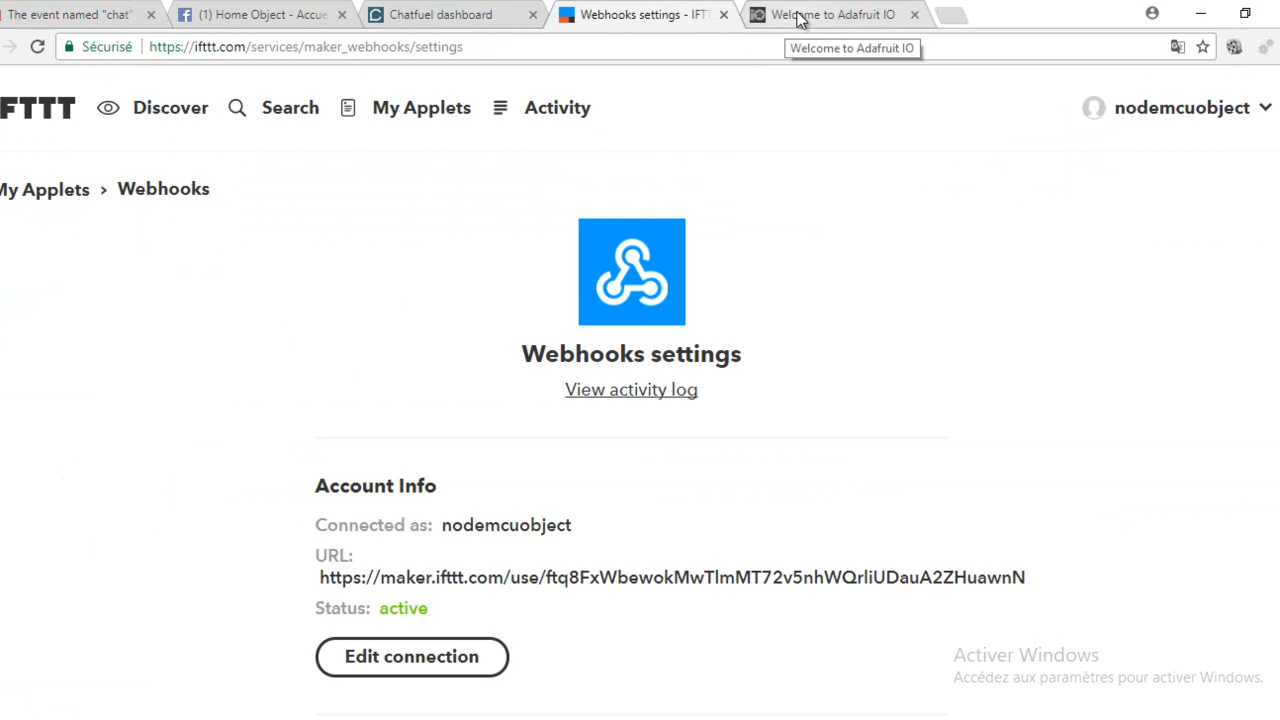 The event named "chat"
(1) Home Object - Accue
Chatfuel dashboard
Webhooks settings - IFTT
Welcome to Adafruit IO
Sécurisé
https://ifttt.com/services/maker_webhooks/settings
Welcome to Adafruit IO
IFTTT
Discover
Search
My Applets
Activity
nodemcuobject
My Applets › Webhooks
Webhooks settings
View activity log
Account Info
Connected as: nodemcuobject
URL:
https://maker.ifttt.com/use/ftq8FxWbewokMwTlmMT72v5nhWQrliUDauA2ZHuawnN
Status: active
Edit connection
Activer Windows
Accédez aux paramètres pour activer Windows.